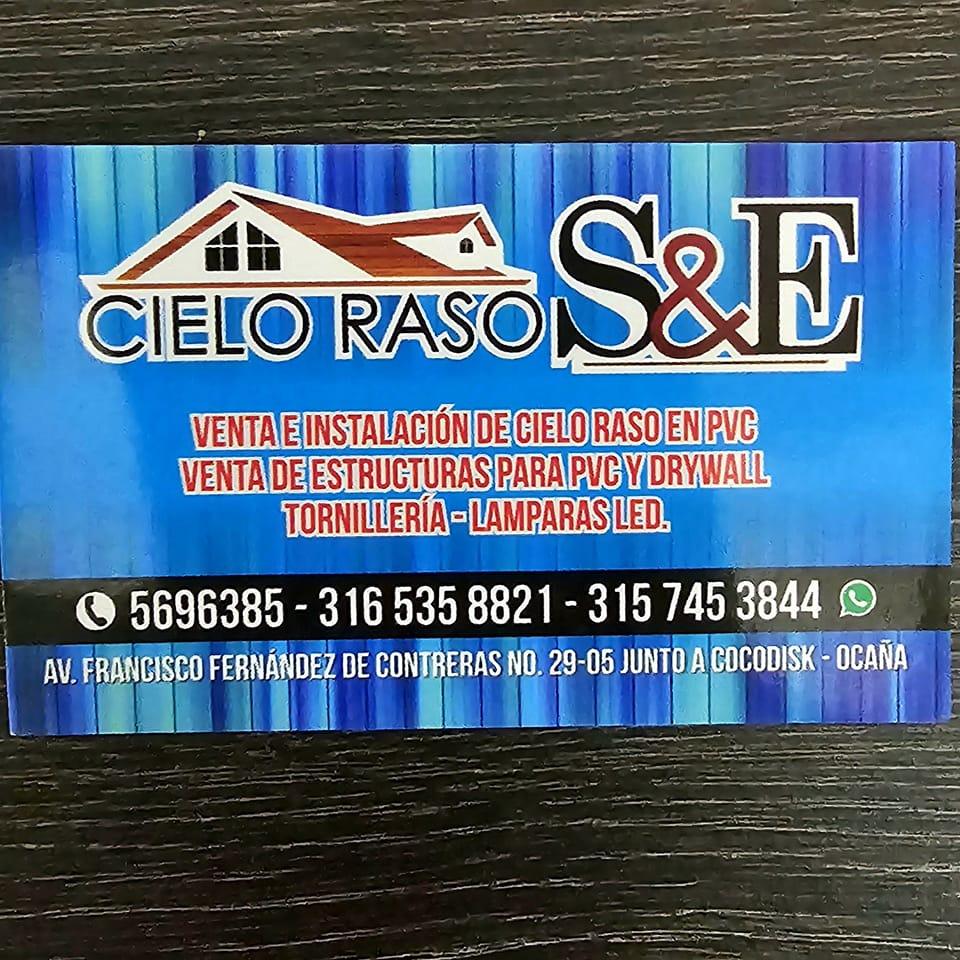 CIELO RASO S&E
VENTA E INSTALACIÓN DE CIELO RASO EN PVC
VENTA DE ESTRUCTURAS PARA PVC Y DRYWALL
TORNILLERÍA - LAMPARAS LED.
5696385 - 316 535 8821 - 315 745 3844
AV. FRANCISCO FERNÁNDEZ DE CONTRERAS NO. 29-05 JUNTO A COCODISK - OCAÑA